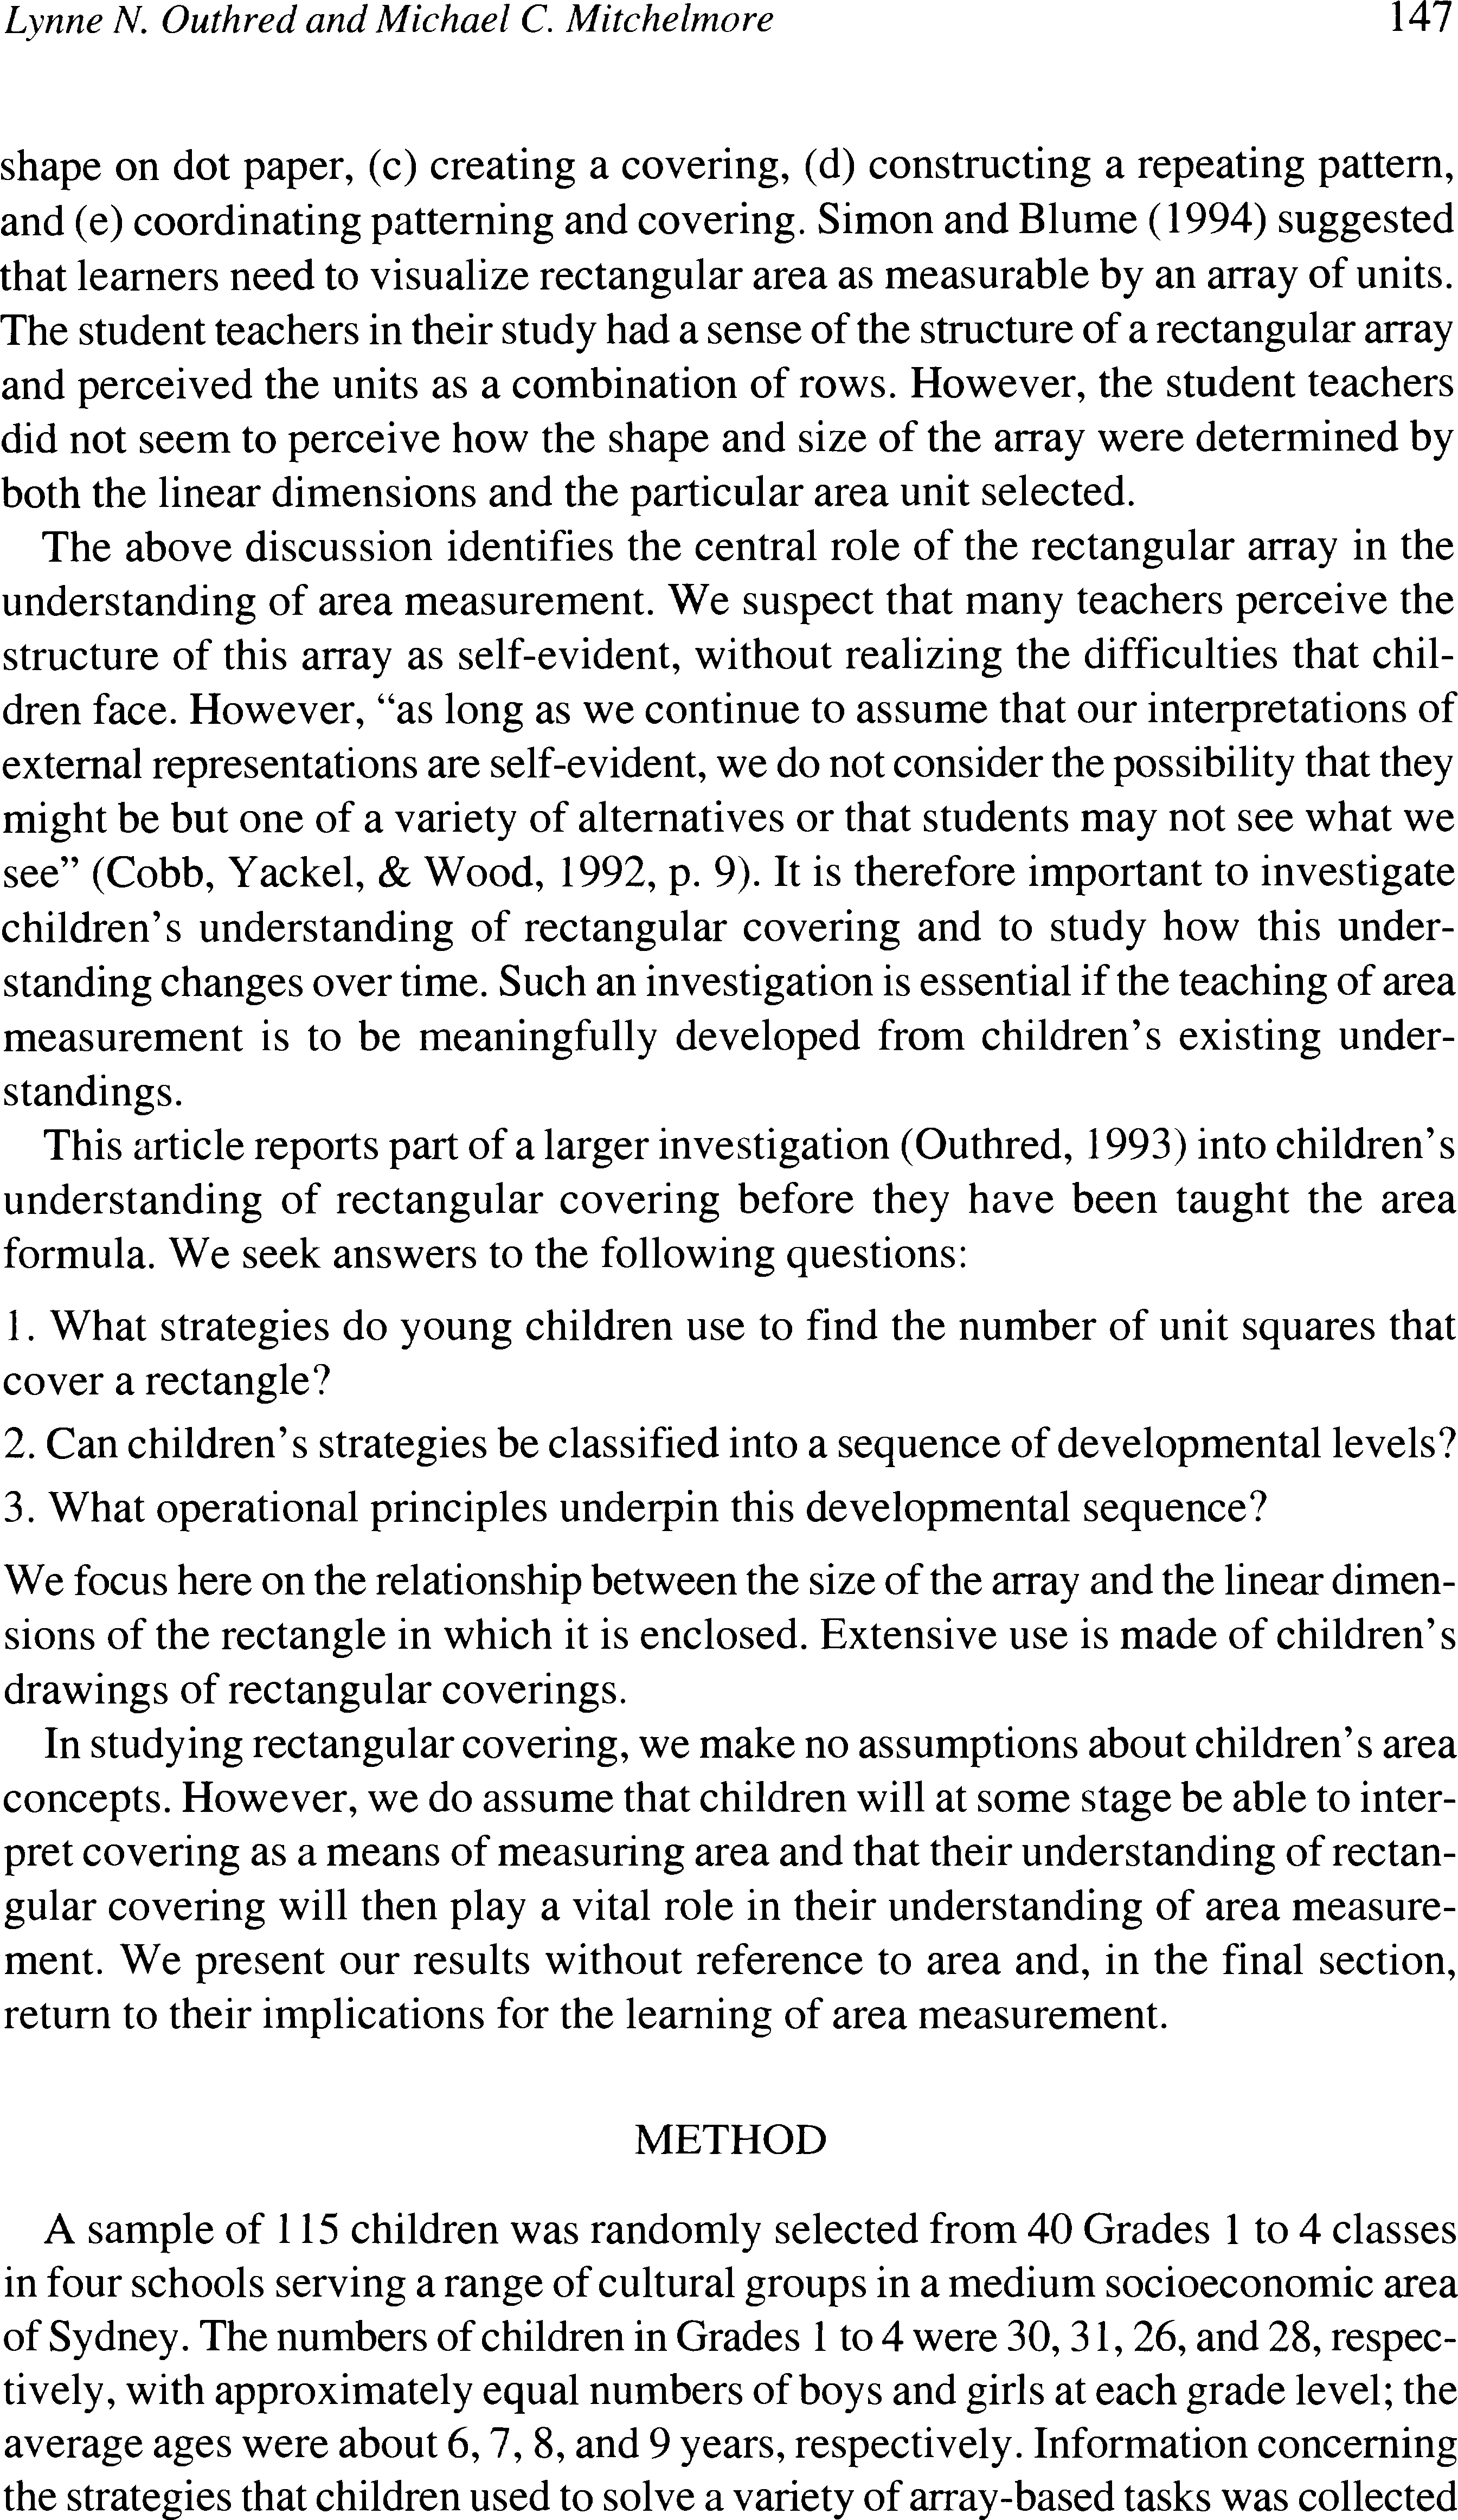 Lynne N. Outhred and Michael C. Mitchelmore 147
shape on dot paper, (c) creating a covering, (d) constructing a repeating pattern,
and (e) coordinating patterning and covering. Simon and Blume (1994) suggested
that learners need to visualize rectangular area as measurable by an array of units.
The student teachers in their study had a sense of the structure of a rectangular array
and perceived the units as a combination of rows. However, the student teachers
did not seem to perceive how the shape and size of the array were determined by
both the linear dimensions and the particular area unit selected.
The above discussion identifies the central role of the rectangular array in the
understanding of area measurement. We suspect that many teachers perceive the
structure of this array as self-evident, without realizing the difficulties that chil-
dren face. However, “as long as we continue to assume that our interpretations of
external representations are self-evident, we do not consider the possibility that they
might be but one of a variety of alternatives or that students may not see what we
see” (Cobb, Yackel, & Wood, 1992, p. 9). It is therefore important to investigate
children’s understanding of rectangular covering and to study how this under-
standing changes over time. Such an investigation is essential if the teaching of area
measurement is to be meaningfully developed from children’s existing under-
standings.
This article reports part of a larger investigation (Outhred, 1993) into children’s
understanding of rectangular covering before they have been taught the area
formula. We seek answers to the following questions:
1. What strategies do young children use to find the number of unit squares that
cover a rectangle?
2. Can children’s strategies be classified into a sequence of developmental levels?
3. What operational principles underpin this developmental sequence?
We focus here on the relationship between the size of the array and the linear dimen-
sions of the rectangle in which it is enclosed. Extensive use is made of children’s
drawings of rectangular coverings.
In studying rectangular covering, we make no assumptions about children’s area
concepts. However, we do assume that children will at some stage be able to inter-
pret covering as a means of measuring area and that their understanding of rectan-
gular covering will then play a vital role in their understanding of area measure-
ment. We present our results without reference to area and, in the final section,
return to their implications for the learning of area measurement.
METHOD
A sample of 115 children was randomly selected from 40 Grades 1 to 4 classes
in four schools serving a range of cultural groups in a medium socioeconomic area
of Sydney. The numbers of children in Grades 1 to 4 were 30, 31, 26, and 28, respec-
tively, with approximately equal numbers of boys and girls at each grade level; the
average ages were about 6, 7, 8, and 9 years, respectively. Information concerning
the strategies that children used to solve a variety of array-based tasks was collected